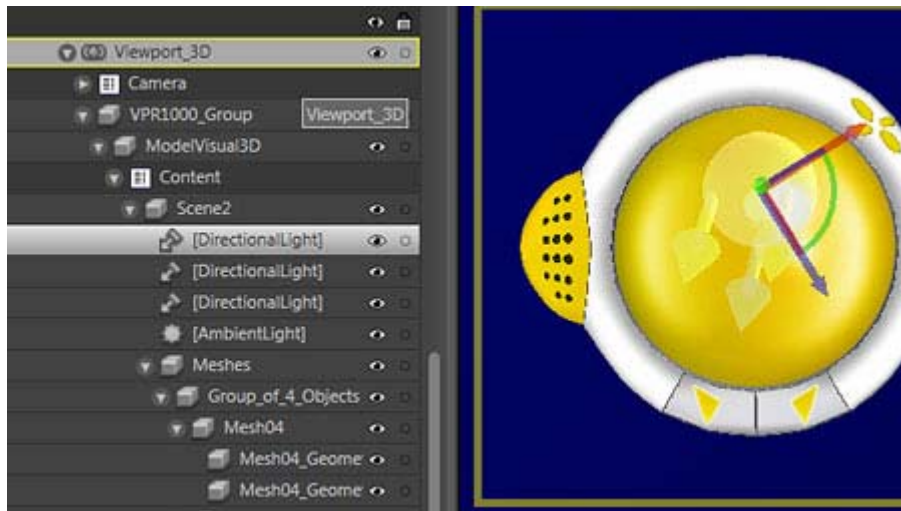 Viewport_3D
Camera
VPR1000_Group Viewport_3D
ModelVisual3D
Content
Scene2
[DirectionalLight]
[DirectionalLight]
[DirectionalLight]
[AmbientLight]
Meshes
Group_of_4_Objects
Mesh04
Mesh04_Geome
Mesh04_Geome